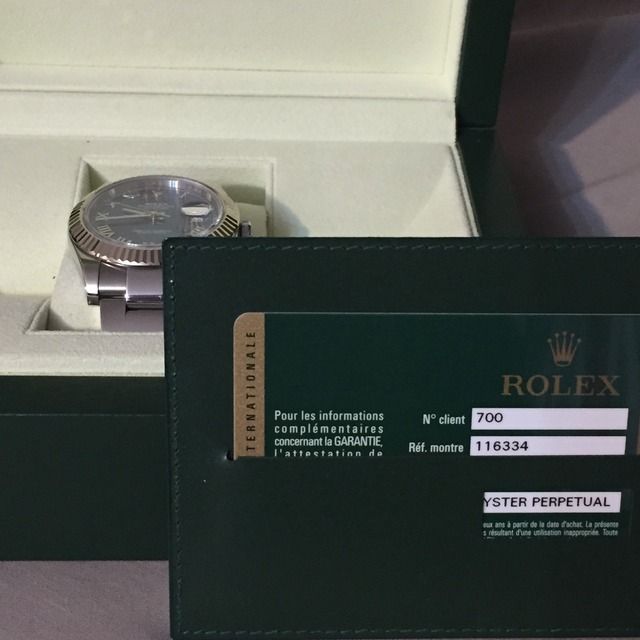 ROLEX
TERNATIONALE
Pour les informations
complémentaires
concernant la GARANTIE,
l'attestation de
N° client 700
Réf. montre 116334
YSTER PERPETUAL
eux ans à partir de la date d'achat. La présente
s résultant d'une utilisation inappropriée. Toute